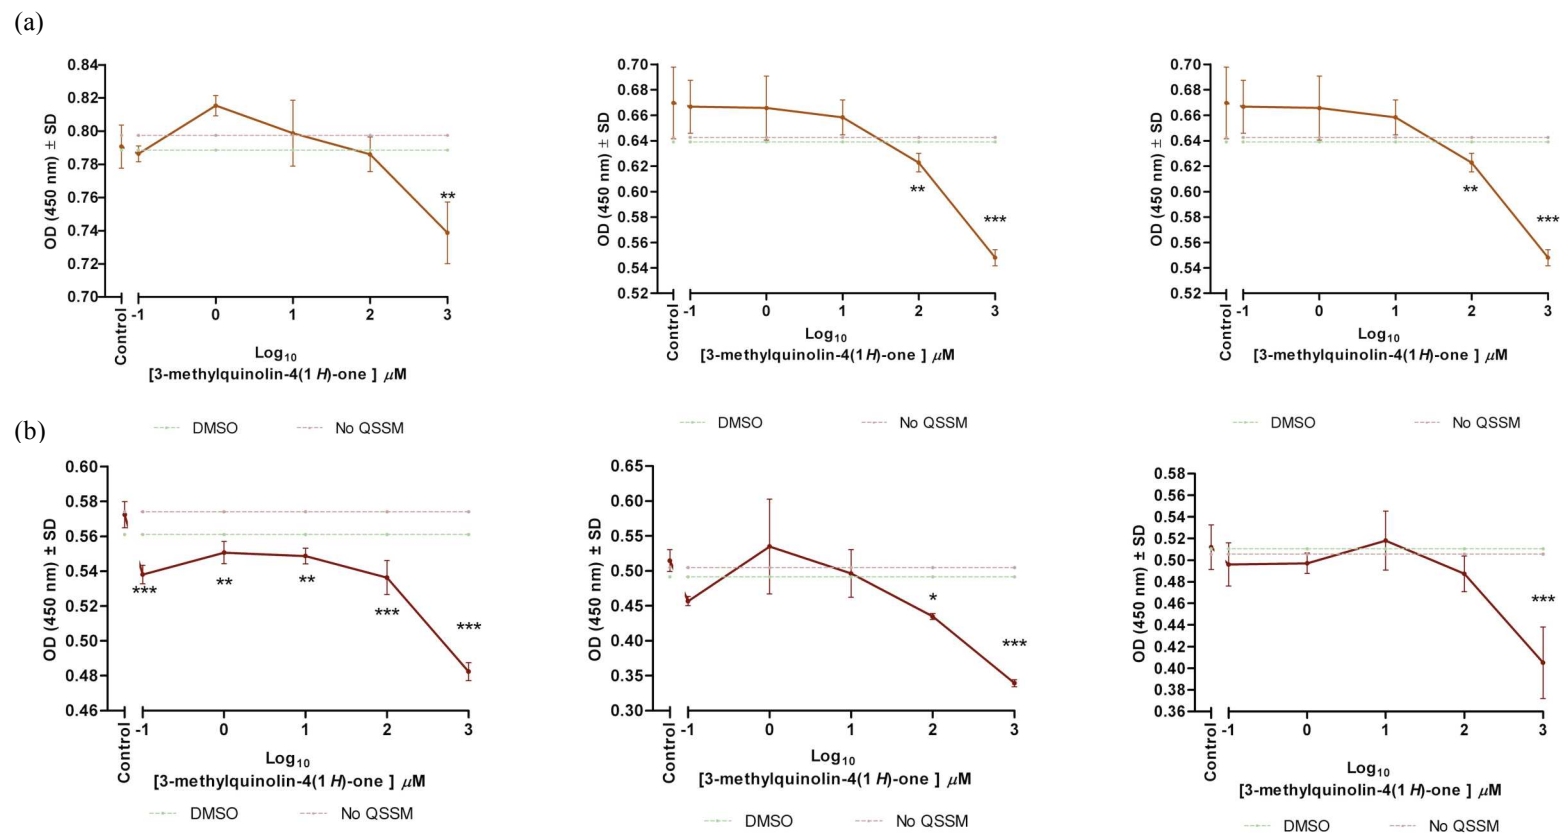 (a)
0.84
0.82
0.80
0.78
0.76
0.74
0.72
0.70
OD (450 nm) ± SD
**
Control
-1 0 1 2 3
Log10
[3-methylquinolin-4(1 H)-one ] µM
DMSO No QSSM
0.70
0.68
0.66
0.64
0.62
0.60
0.58
0.56
0.54
0.52
OD (450 nm) ± SD
**
***
Control
-1 0 1 2 3
Log10
[3-methylquinolin-4(1 H)-one ] µM
DMSO No QSSM
0.70
0.68
0.66
0.64
0.62
0.60
0.58
0.56
0.54
0.52
OD (450 nm) ± SD
**
***
Control
-1 0 1 2 3
Log10
[3-methylquinolin-4(1 H)-one ] µM
DMSO No QSSM
(b)
0.60
0.58
0.56
0.54
0.52
0.50
0.48
0.46
OD (450 nm) ± SD
*** ** ** *** ***
Control
-1 0 1 2 3
Log10
[3-methylquinolin-4(1 H)-one ] µM
DMSO No QSSM
0.65
0.60
0.55
0.50
0.45
0.40
0.35
0.30
OD (450 nm) ± SD
*
***
Control
-1 0 1 2 3
Log10
[3-methylquinolin-4(1 H)-one ] µM
DMSO No QSSM
0.58
0.56
0.54
0.52
0.50
0.48
0.46
0.44
0.42
0.40
0.38
0.36
OD (450 nm) ± SD
***
Control
-1 0 1 2 3
Log10
[3-methylquinolin-4(1 H)-one ] µM
DMSO No QSSM